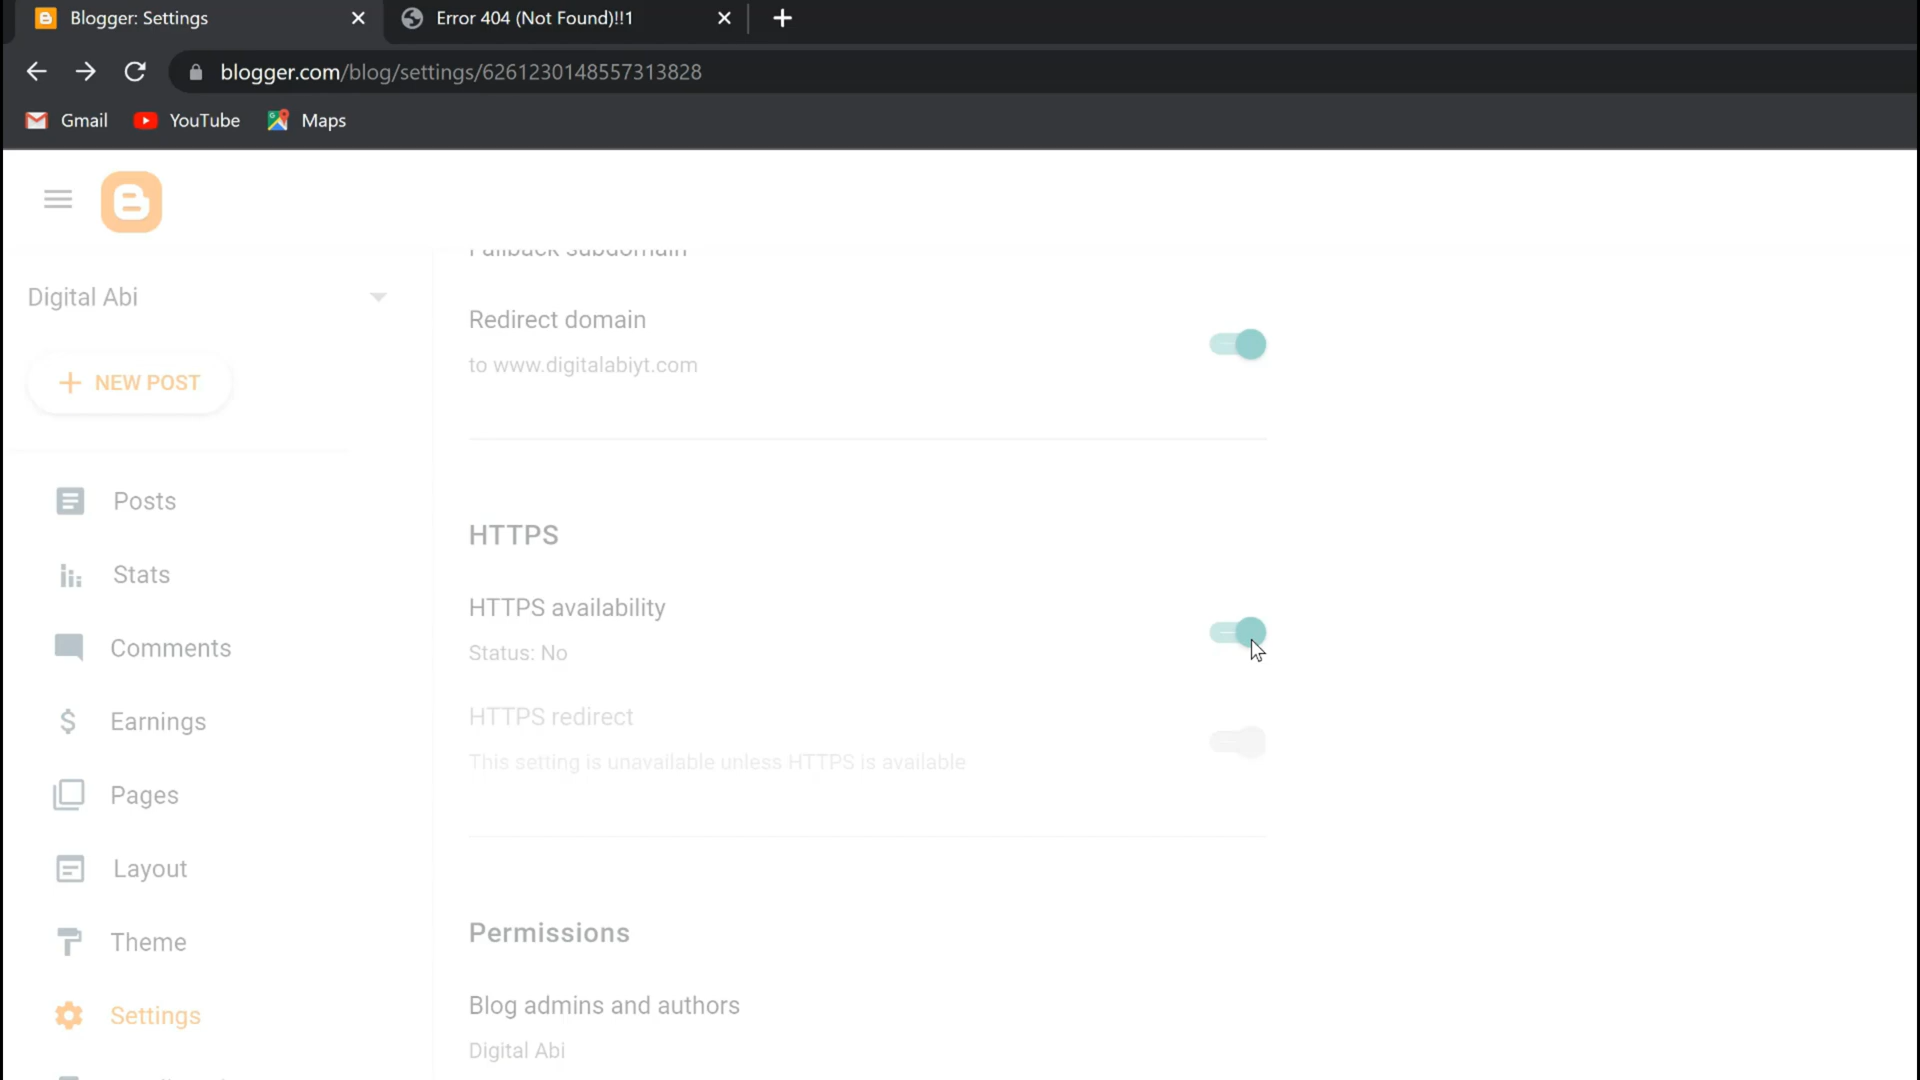 Blogger: Settings
Error 404 (Not Found)!!1
blogger.com/blog/settings/6261230148557313828
Gmail
YouTube
Maps
Digital Abi
NEW POST
Posts
Stats
Comments
Earnings
Pages
Layout
Theme
Settings
Fallback subdomain
Redirect domain
to www.digitalabiyt.com
HTTPS
HTTPS availability
Status: No
HTTPS redirect
This setting is unavailable unless HTTPS is available
Permissions
Blog admins and authors
Digital Abi